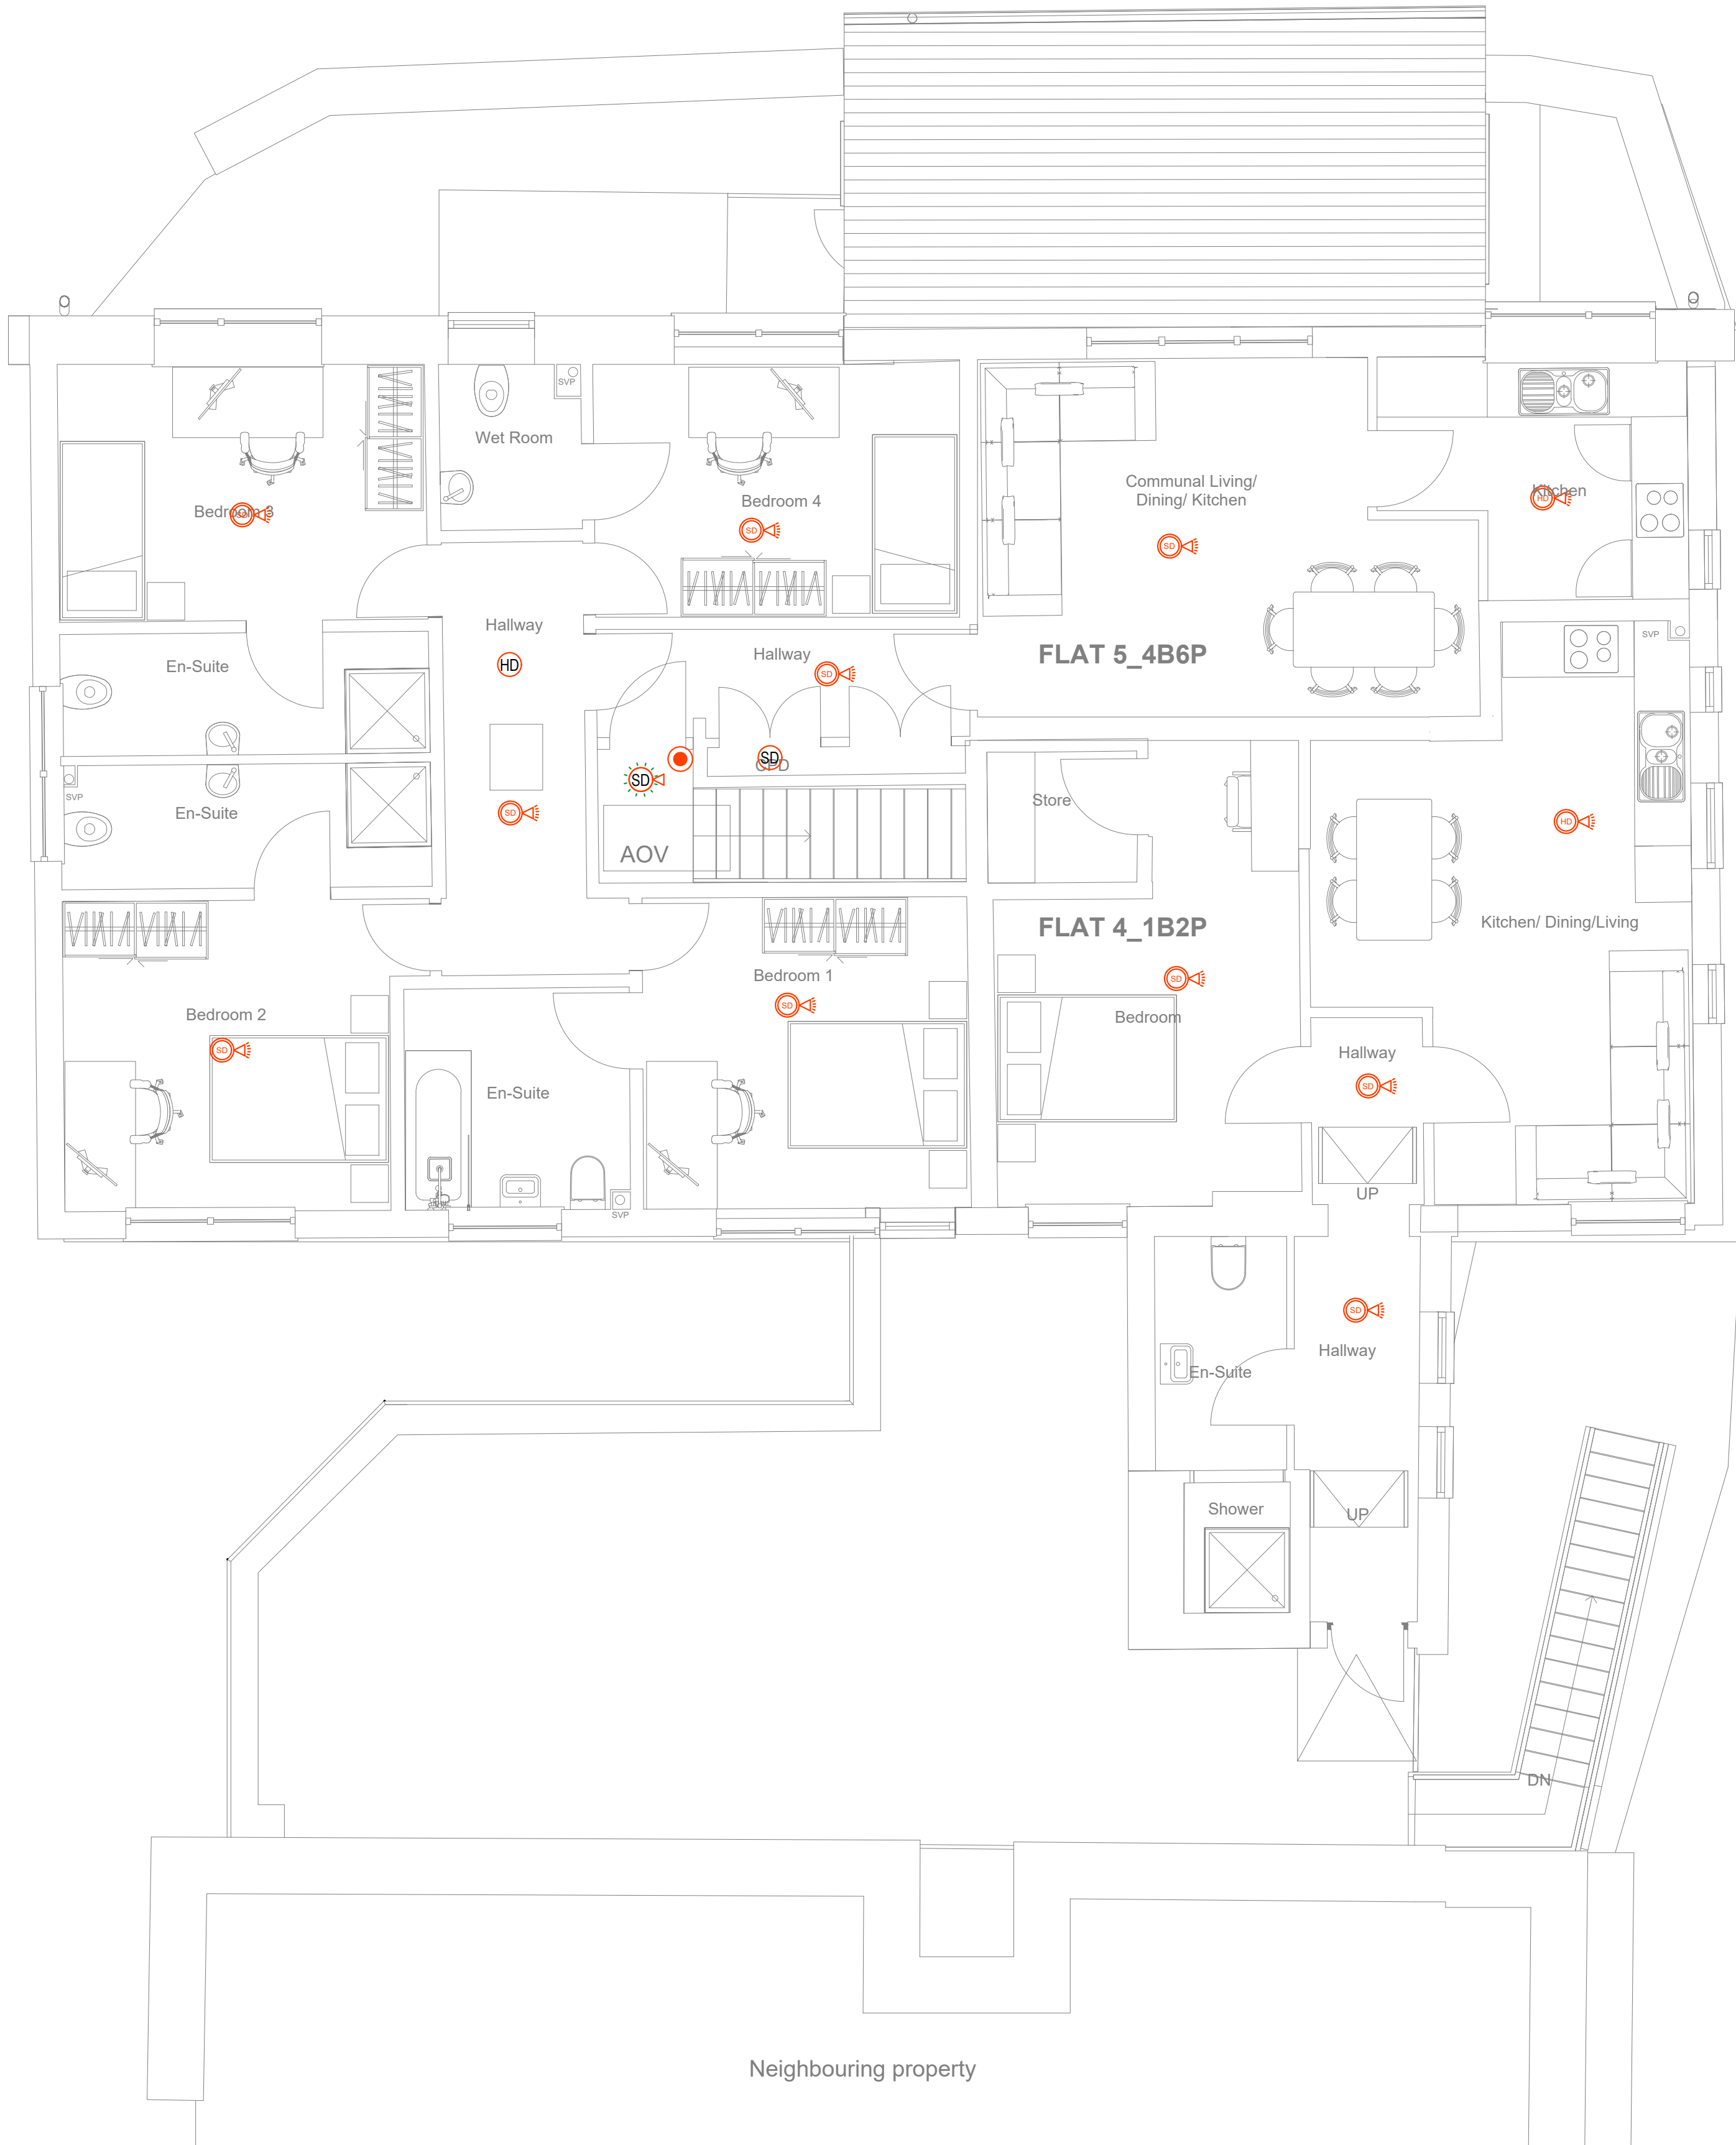 SVP
Wet Room
Bedroom 4
Communal Living/
Dining/ Kitchen
Kitchen
HD
Bedroom 3
SD
SD
SD
Hallway
Hallway
FLAT 5_4B6P
SVP
En-Suite
HD
SD
SD
CPD
SD
SVP
En-Suite
SD
Store
HD
AOV
FLAT 4_1B2P
Kitchen/ Dining/Living
Bedroom 1
SD
SD
Bedroom 2
Bedroom
SD
Hallway
SD
En-Suite
UP
SVP
SD
Hallway
En-Suite
Shower
UP
DN
Neighbouring property